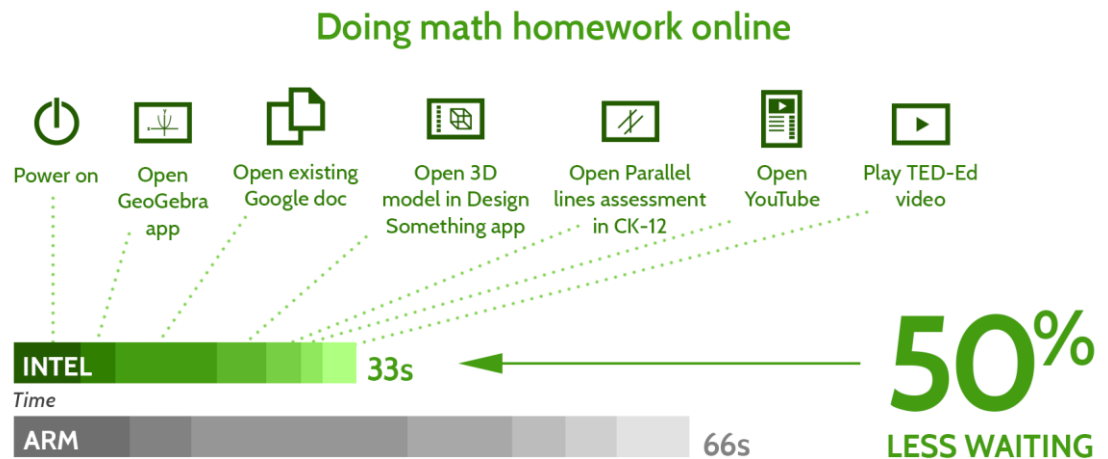 Doing math homework online
Power on
Open
GeoGebra
app
Open existing
Google doc
Open 3D
model in Design
Something app
Open Parallel
lines assessment
in CK-12
Open
YouTube
Play TED-Ed
video
INTEL
33s
Time
ARM
66s
50%
LESS WAITING